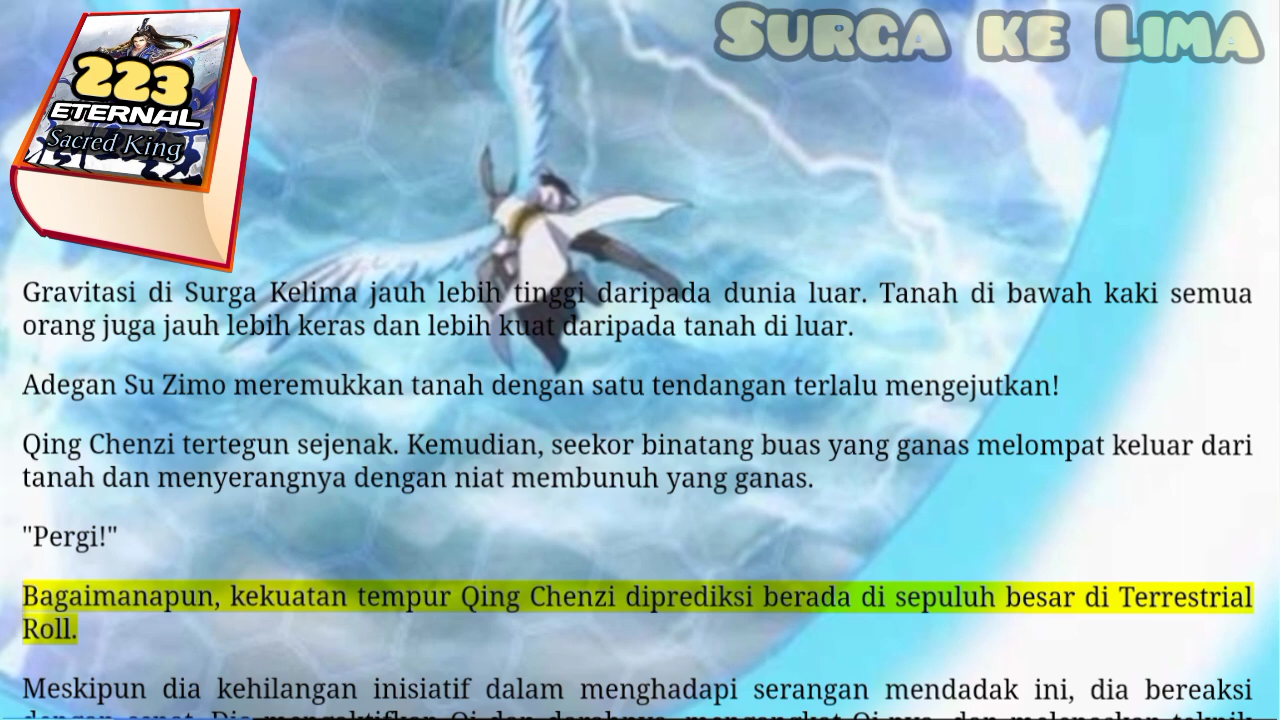 SURGA KE LIMA
223
ETERNAL
Sacred King
Gravitasi di Surga Kelima jauh lebih tinggi daripada dunia luar. Tanah di bawah kaki semua
orang juga jauh lebih keras dan lebih kuat daripada tanah di luar.
Adegan Su Zimo meremukkan tanah dengan satu tendangan terlalu mengejutkan!
Qing Chenzi tertegun sejenak. Kemudian, seekor binatang buas yang ganas melompat keluar dari
tanah dan menyerangnya dengan niat membunuh yang ganas.
"Pergi!"
Bagaimanapun, kekuatan tempur Qing Chenzi diprediksi berada di sepuluh besar di Terrestrial
Roll.
Meskipun dia kehilangan inisiatif dalam menghadapi serangan mendadak ini, dia bereaksi